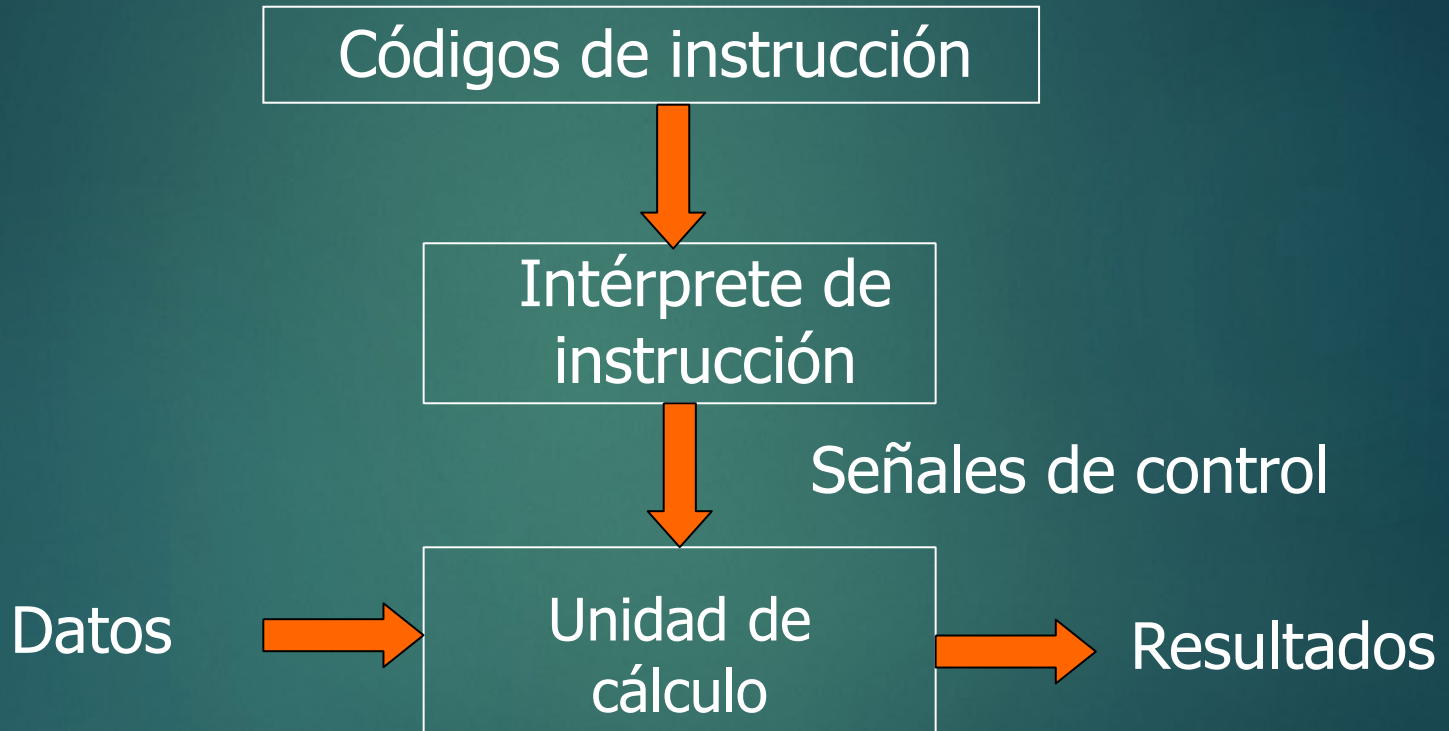 Códigos de instrucción
Intérprete de
instrucción
Señales de control
Datos
Unidad de
cálculo
Resultados